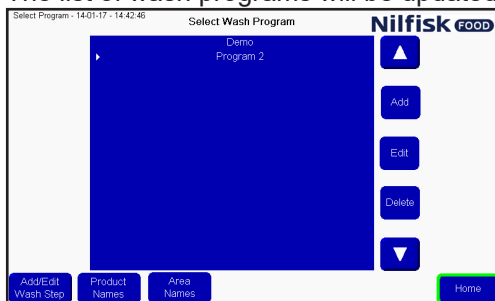 The list of wash programs will be updated
Select Program - 14-01-17 - 14:42:46
Select Wash Program
Nilfisk FOOD
Demo
Program 2
Add
Edit
Delete
Add/Edit
Wash Step
Product
Names
Area
Names
Home